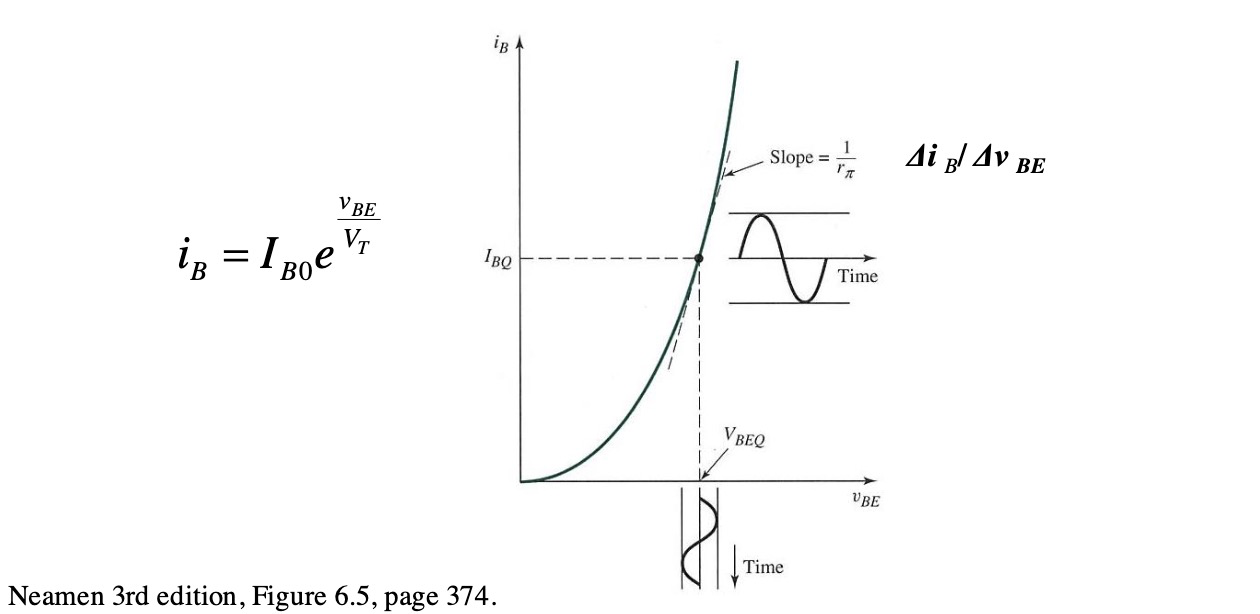 i_B
Slope = 1/r_π
Δi_B/Δv_BE
i_B = I_B0 e^(v_BE/V_T)
I_BQ
Time
V_BEQ
v_BE
Time
Neamen 3rd edition, Figure 6.5, page 374.